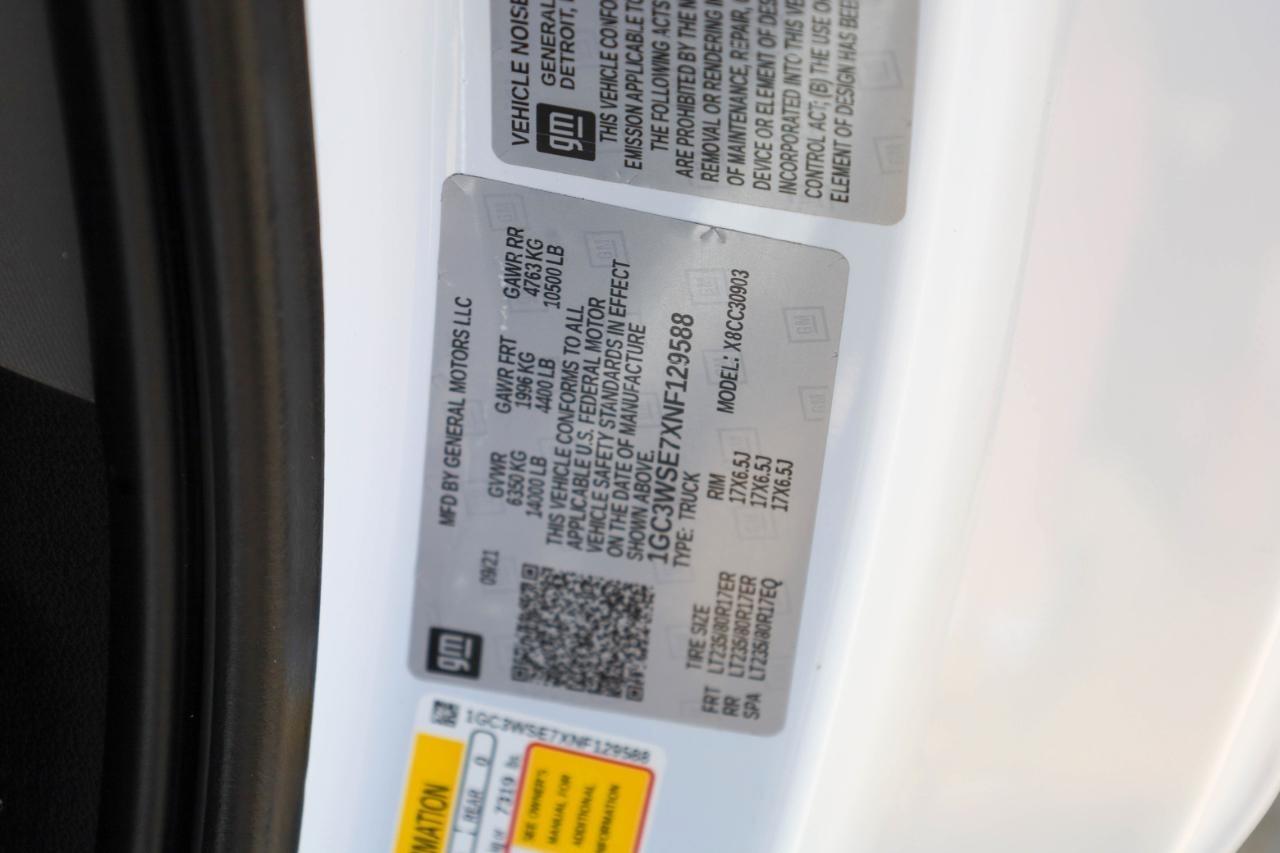 VEHICLE NOISE
gm
GENERAL
DETROIT,
THIS VEHICLE CONFO
EMISSION APPLICABLE TO
THE FOLLOWING ACTS
ARE PROHIBITED BY THE N
REMOVAL OR RENDERING IN
OF MAINTENANCE, REPAIR,
DEVICE OR ELEMENT OF DES
INCORPORATED INTO THIS VE
CONTROL ACT; (B) THE USE O
ELEMENT OF DESIGN HAS BEE
gm
MFD BY GENERAL MOTORS LLC
09/21
GVWR GAWR FRT GAWR RR
6350 KG 1996 KG 4763 KG
14000 LB 4400 LB 10500 LB
THIS VEHICLE CONFORMS TO ALL
APPLICABLE U.S. FEDERAL MOTOR
VEHICLE SAFETY STANDARDS IN EFFECT
ON THE DATE OF MANUFACTURE
SHOWN ABOVE.
1GC3WSE7XNF129588
TYPE: TRUCK MODEL: X8CC30903
TIRE SIZE RIM
FRT LT235/80R17ER 17X6.5J
RR LT235/80R17ER 17X6.5J
SPA LT235/80R17EQ 17X6.5J
1GC3WSE7XNF129588
MATION
REAR 0
7319 lb
SEE OWNER'S
MANUAL FOR
ADDITIONAL
INFORMATION